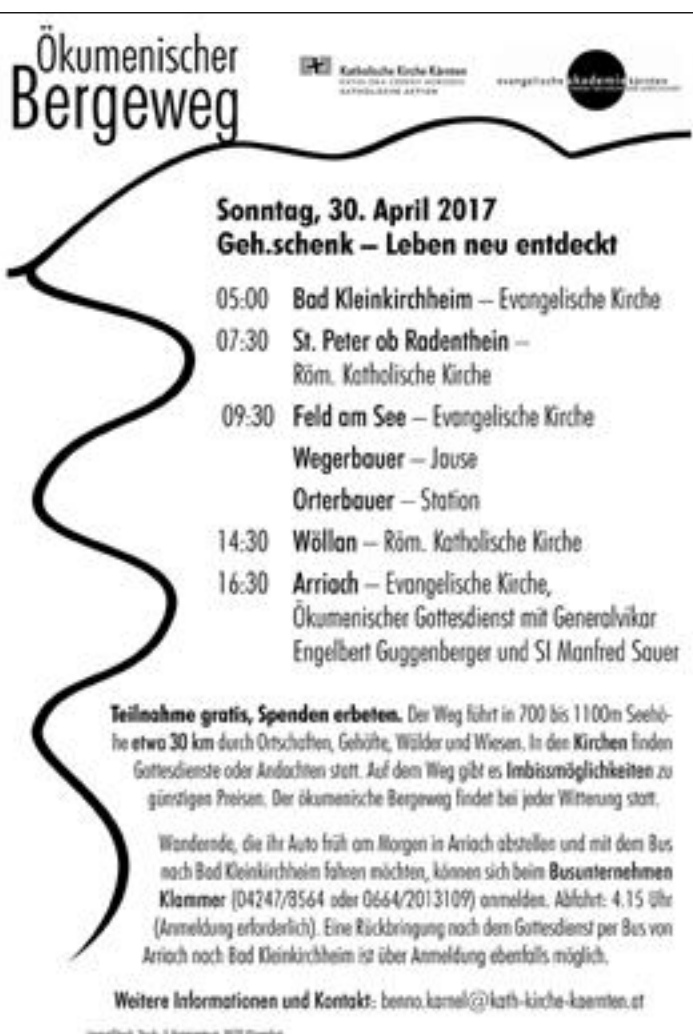 Ökumenischer
Bergeweg
Katholische Kirche Kärnten
KATHOLISCHE AKTION
evangelische akademie kärnten
Sonntag, 30. April 2017
Geh.schenk – Leben neu entdeckt
05:00 Bad Kleinkirchheim – Evangelische Kirche
07:30 St. Peter ob Radenthein –
Röm. Katholische Kirche
09:30 Feld am See – Evangelische Kirche
Wegerbauer – Jause
Orterbauer – Station
14:30 Wöllan – Röm. Katholische Kirche
16:30 Arriach – Evangelische Kirche,
Ökumenischer Gottesdienst mit Generalvikar
Engelbert Guggenberger und SI Manfred Sauer
Teilnahme gratis, Spenden erbeten. Der Weg führt in 700 bis 1100m Seehö-
he etwa 30 km durch Ortschaften, Gehöfte, Wälder und Wiesen. In den Kirchen finden
Gottesdienste oder Andachten statt. Auf dem Weg gibt es Imbissmöglichkeiten zu
günstigen Preisen. Der ökumenische Bergeweg findet bei jeder Witterung statt.
Wandernde, die ihr Auto früh am Morgen in Arriach abstellen und mit dem Bus
nach Bad Kleinkirchheim fahren möchten, können sich beim Busunternehmen
Klammer (04247/8564 oder 0664/2013109) anmelden. Abfahrt: 4.15 Uhr
(Anmeldung erforderlich). Eine Rückbringung nach dem Gottesdienst per Bus von
Arriach nach Bad Kleinkirchheim ist über Anmeldung ebenfalls möglich.
Weitere Informationen und Kontakt: benno.karnel@kath-kirche-kaernten.at